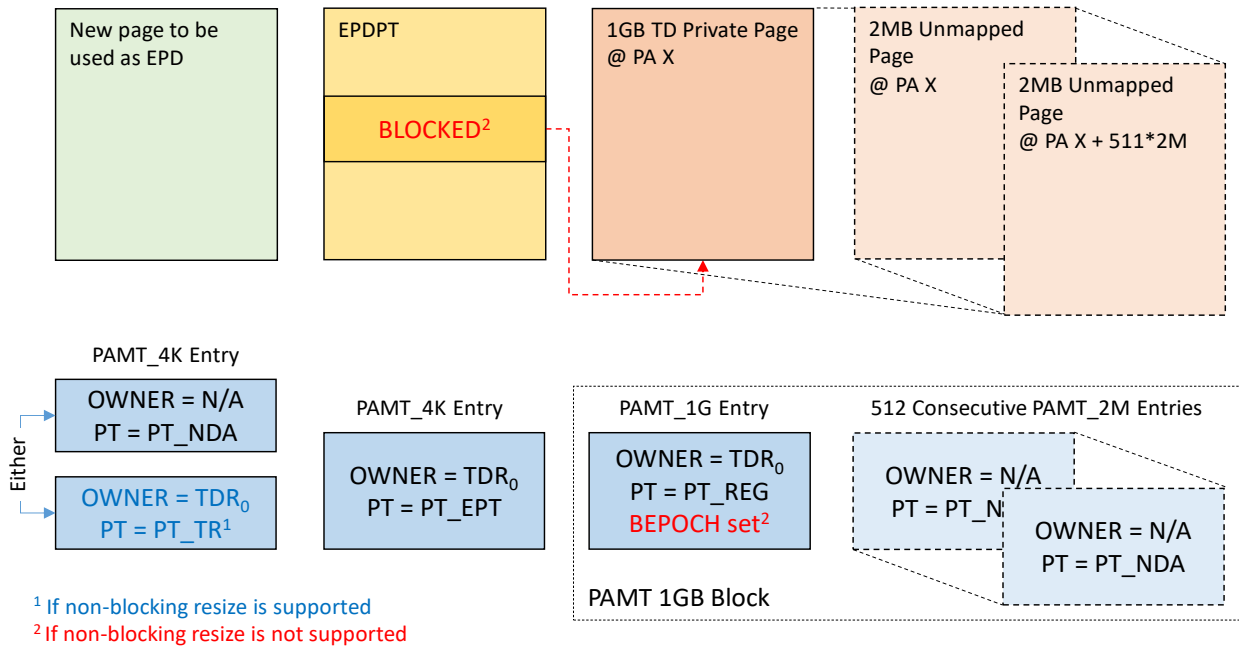 New page to be
used as EPD
EPDPT
BLOCKED²
1GB TD Private Page
@ PA X
2MB Unmapped
Page
@ PA X
2MB Unmapped
Page
@ PA X + 511*2M
PAMT_4K Entry
OWNER = N/A
PT = PT_NDA
Either
OWNER = TDR₀
PT = PT_TR¹
PAMT_4K Entry
OWNER = TDR₀
PT = PT_EPT
PAMT_1G Entry
OWNER = TDR₀
PT = PT_REG
BEPOCH set²
512 Consecutive PAMT_2M Entries
OWNER = N/A
PT = PT_N
OWNER = N/A
PT = PT_NDA
PAMT 1GB Block
¹ If non-blocking resize is supported
² If non-blocking resize is not supported